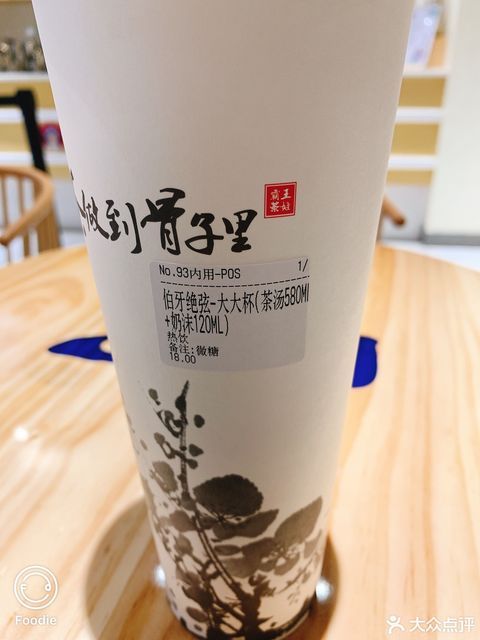 做到骨子里
霸王茶姬
No.93内用-POS 1/
伯牙绝弦-大大杯(茶汤580Ml
+奶沫120ML)
热饮
备注:微糖
18.00
Foodie
大众点评